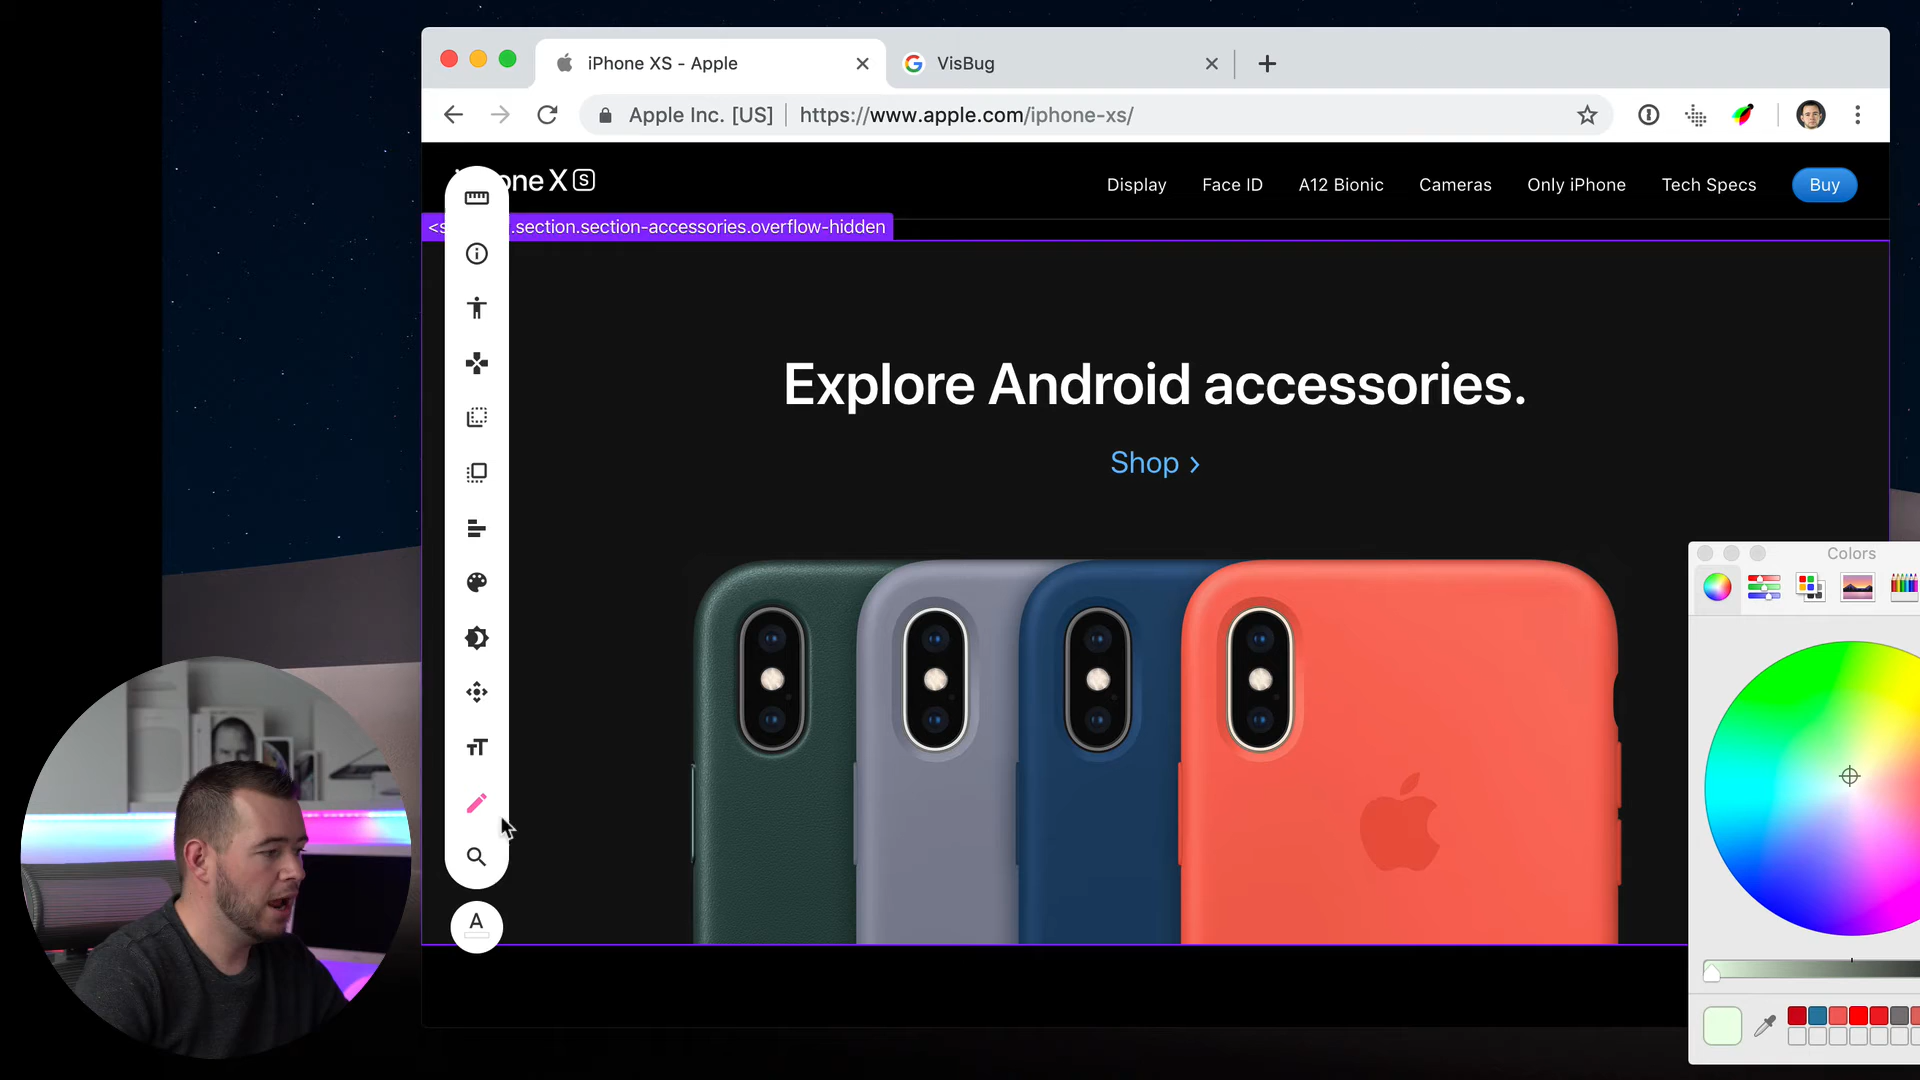 iPhone XS - Apple
VisBug
Apple Inc. [US]
https://www.apple.com/iphone-xs/
one X S
Display
Face ID
A12 Bionic
Cameras
Only iPhone
Tech Specs
Buy
<s
.section.section-accessories.overflow-hidden
Explore Android accessories.
Shop
Colors
A